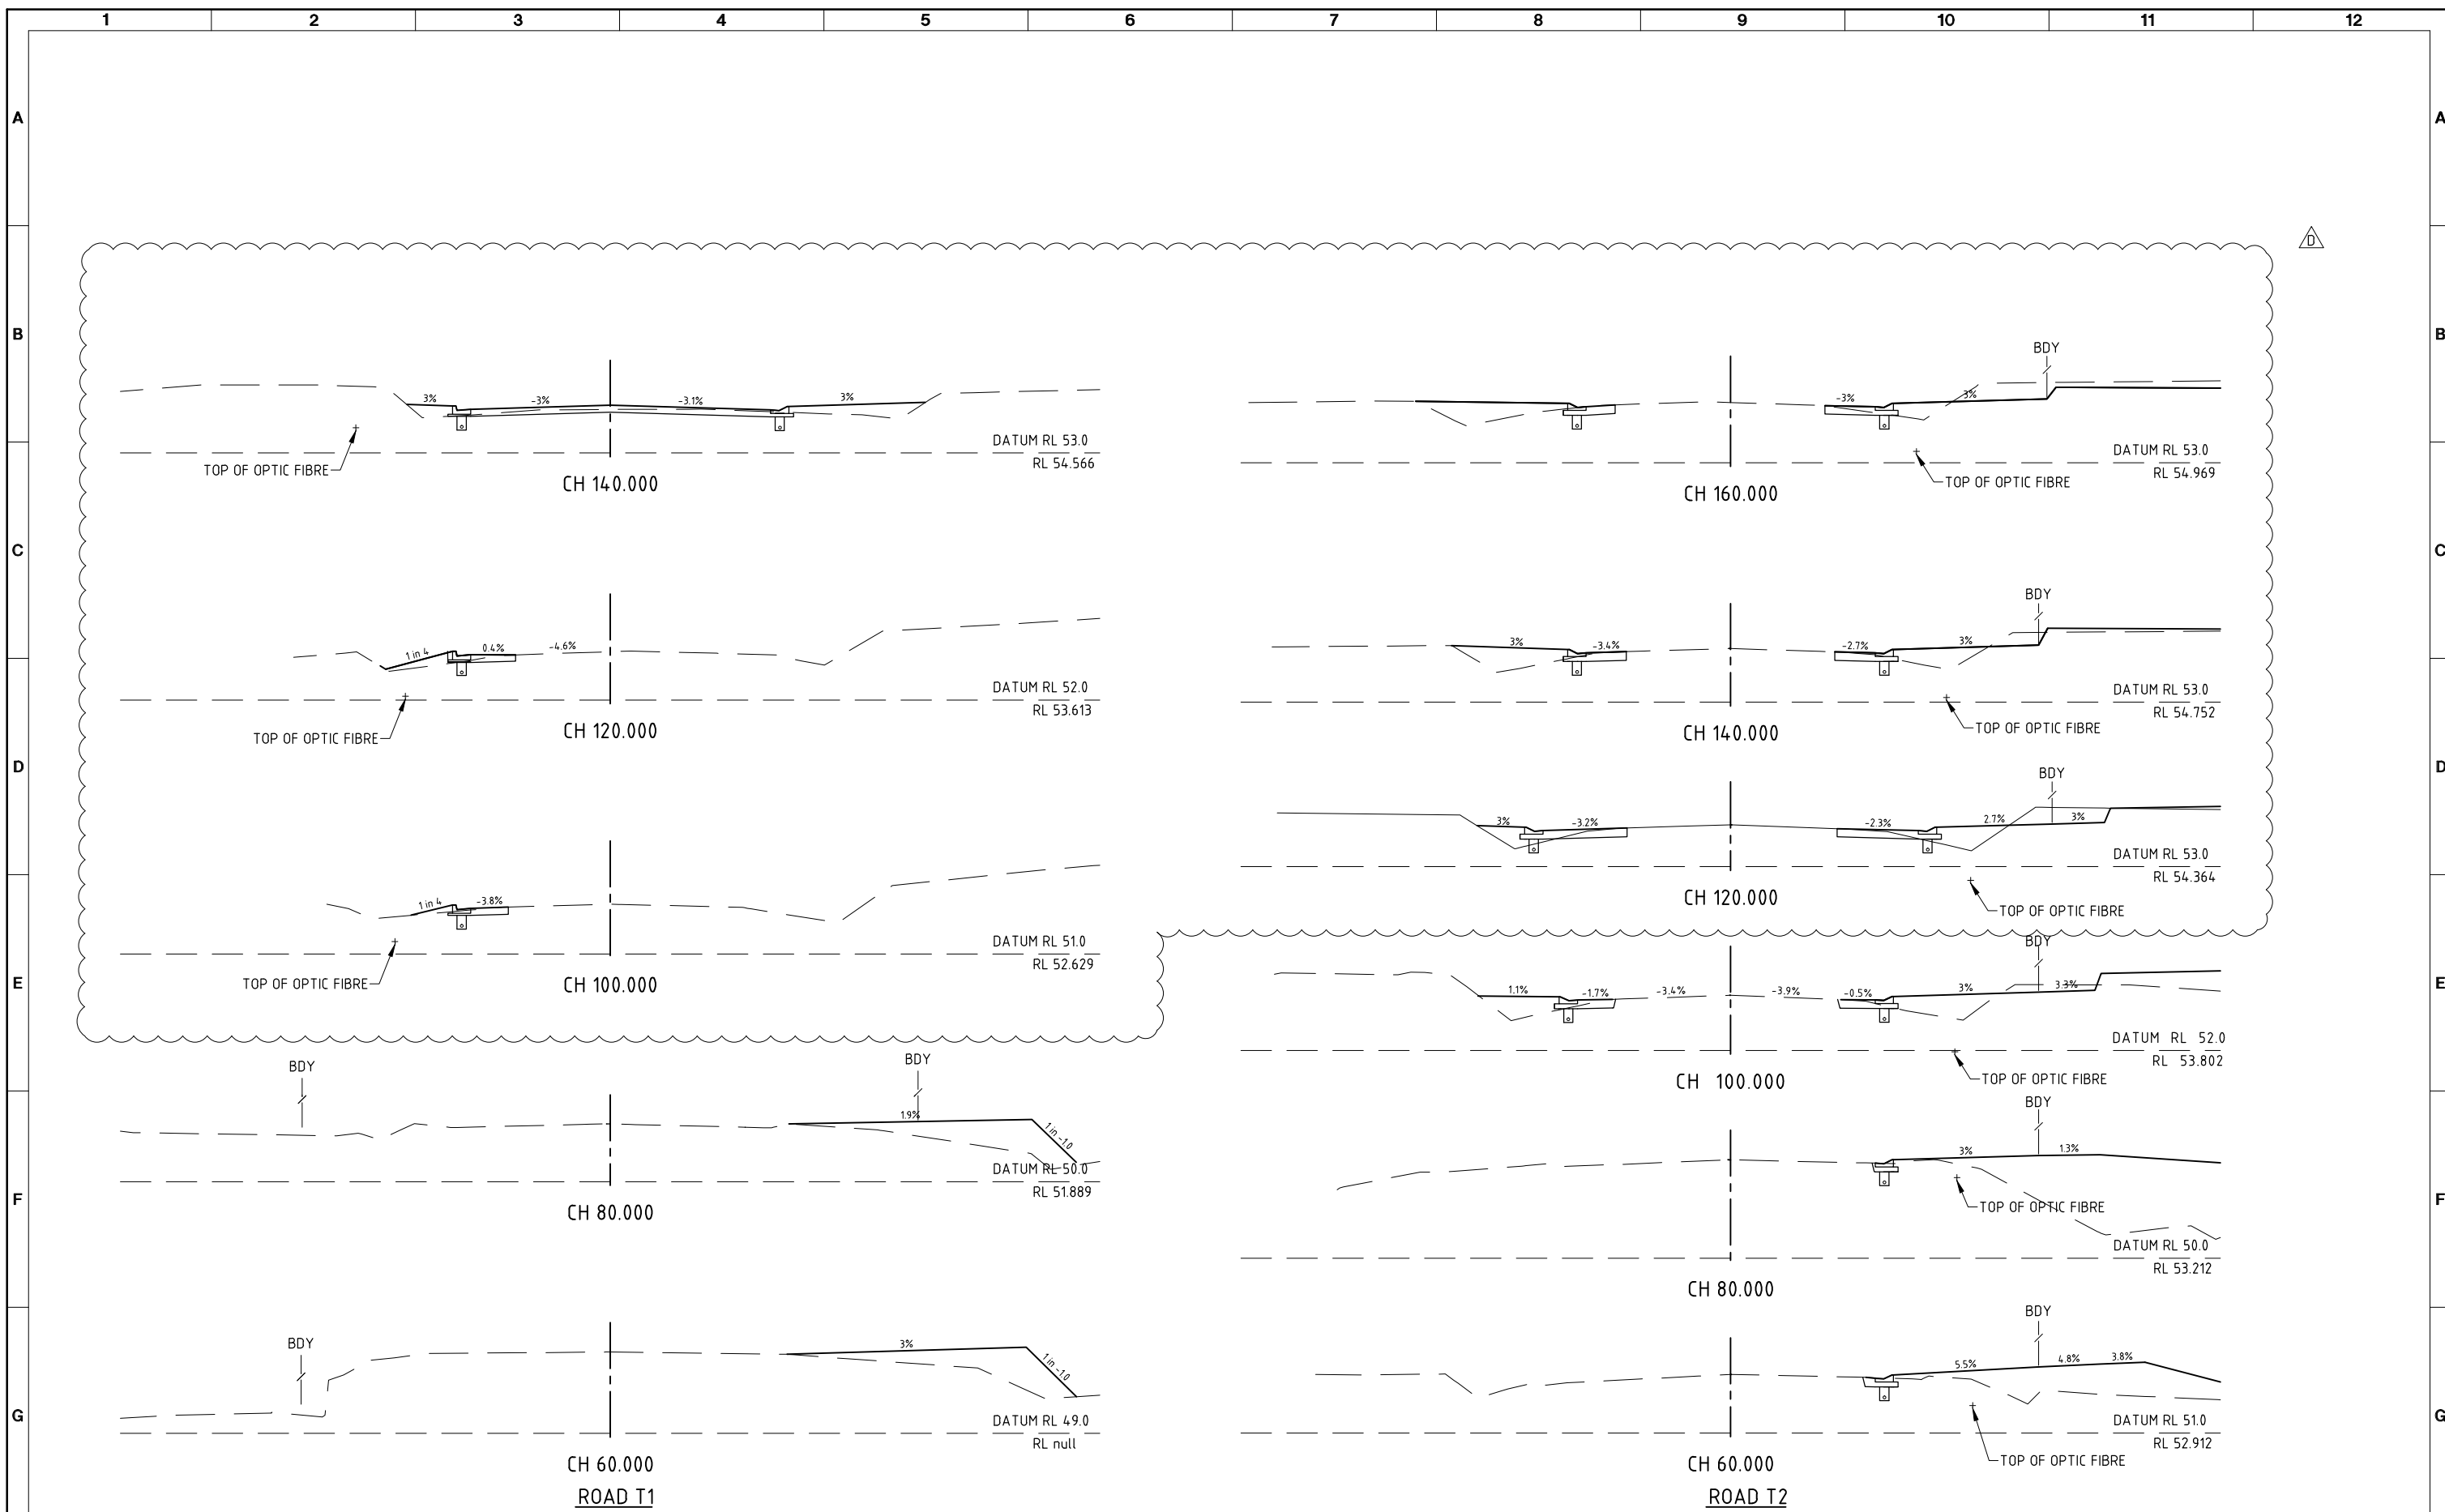 1 2 3 4 5 6 7 8 9 10 11 12
A A
D
B B
BDY
3% -3% -3.1% 3%
-3% 3%
DATUM RL 53.0
RL 54.566
TOP OF OPTIC FIBRE
CH 140.000
DATUM RL 53.0
RL 54.969
TOP OF OPTIC FIBRE
CH 160.000
C C
1 in 4 0.4% -4.6%
DATUM RL 52.0
RL 53.613
TOP OF OPTIC FIBRE
CH 120.000
BDY
3% -3.4% -2.7% 3%
DATUM RL 53.0
RL 54.752
TOP OF OPTIC FIBRE
CH 140.000
D D
BDY
3% -3.2% -2.3% 2.7% 3%
DATUM RL 53.0
RL 54.364
CH 120.000
TOP OF OPTIC FIBRE
1 in 4 -3.8%
DATUM RL 51.0
RL 52.629
TOP OF OPTIC FIBRE
CH 100.000
E E
BDY
1.1% -1.7% -3.4% -3.9% -0.5% 3% 3.3%
DATUM RL 52.0
RL 53.802
CH 100.000
TOP OF OPTIC FIBRE
BDY BDY
1.9%
1 in -1.0
DATUM RL 50.0
RL 51.889
CH 80.000
F F
BDY
3% 1.3%
TOP OF OPTIC FIBRE
DATUM RL 50.0
RL 53.212
CH 80.000
BDY
3%
1 in -1.0
DATUM RL 49.0
RL null
CH 60.000
ROAD T1
G G
BDY
5.5% 4.8% 3.8%
DATUM RL 51.0
RL 52.912
TOP OF OPTIC FIBRE
CH 60.000
ROAD T2